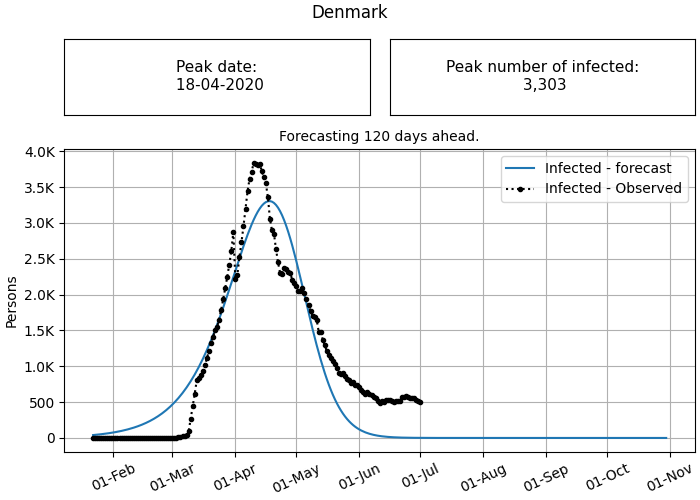 Denmark
Peak date:
18-04-2020
Peak number of infected:
3,303
Forecasting 120 days ahead.
4.0K
3.5K
3.0K
2.5K
2.0K
1.5K
1.0K
500
0
Persons
Infected - forecast
Infected - Observed
01-Feb
01-Mar
01-Apr
01-May
01-Jun
01-Jul
01-Aug
01-Sep
01-Oct
01-Nov